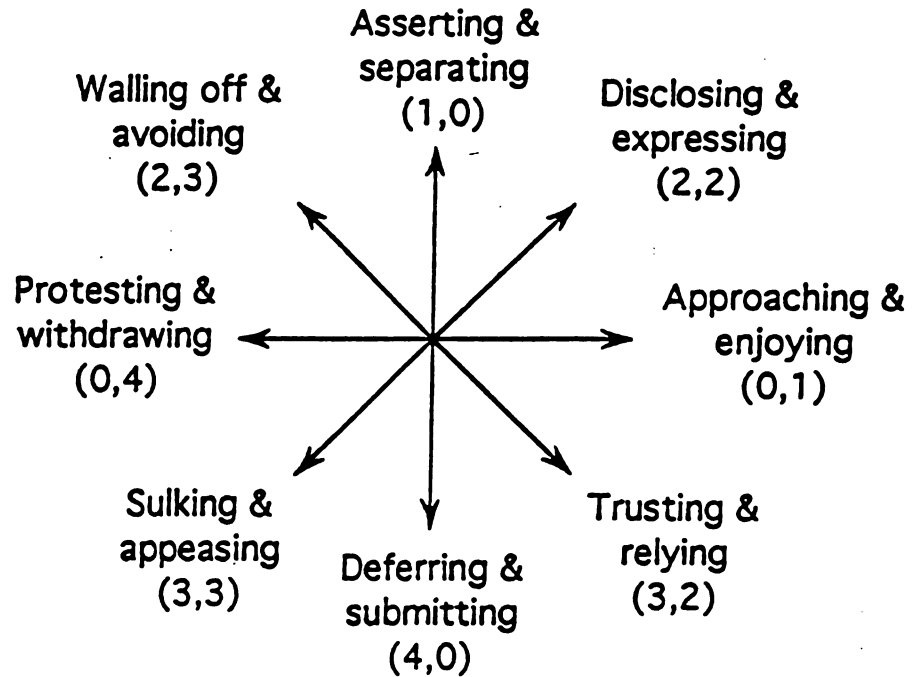 Asserting &
separating
(1,0)
Walling off &
avoiding
(2,3)
Disclosing &
expressing
(2,2)
Protesting &
withdrawing
(0,4)
Approaching &
enjoying
(0,1)
Sulking &
appeasing
(3,3)
Deferring &
submitting
(4,0)
Trusting &
relying
(3,2)